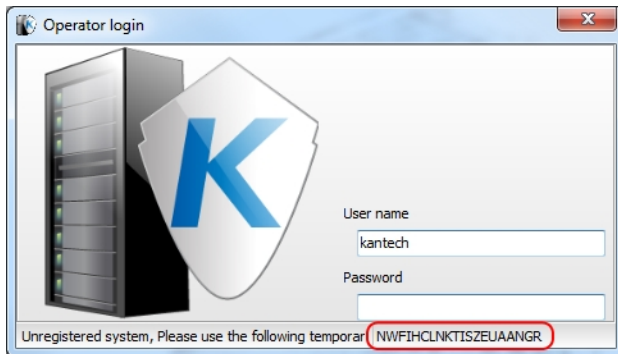 Operator login
K
User name
kantech
Password
Unregistered system, Please use the following temporar NWFIHCLNKTISZEUAANGR